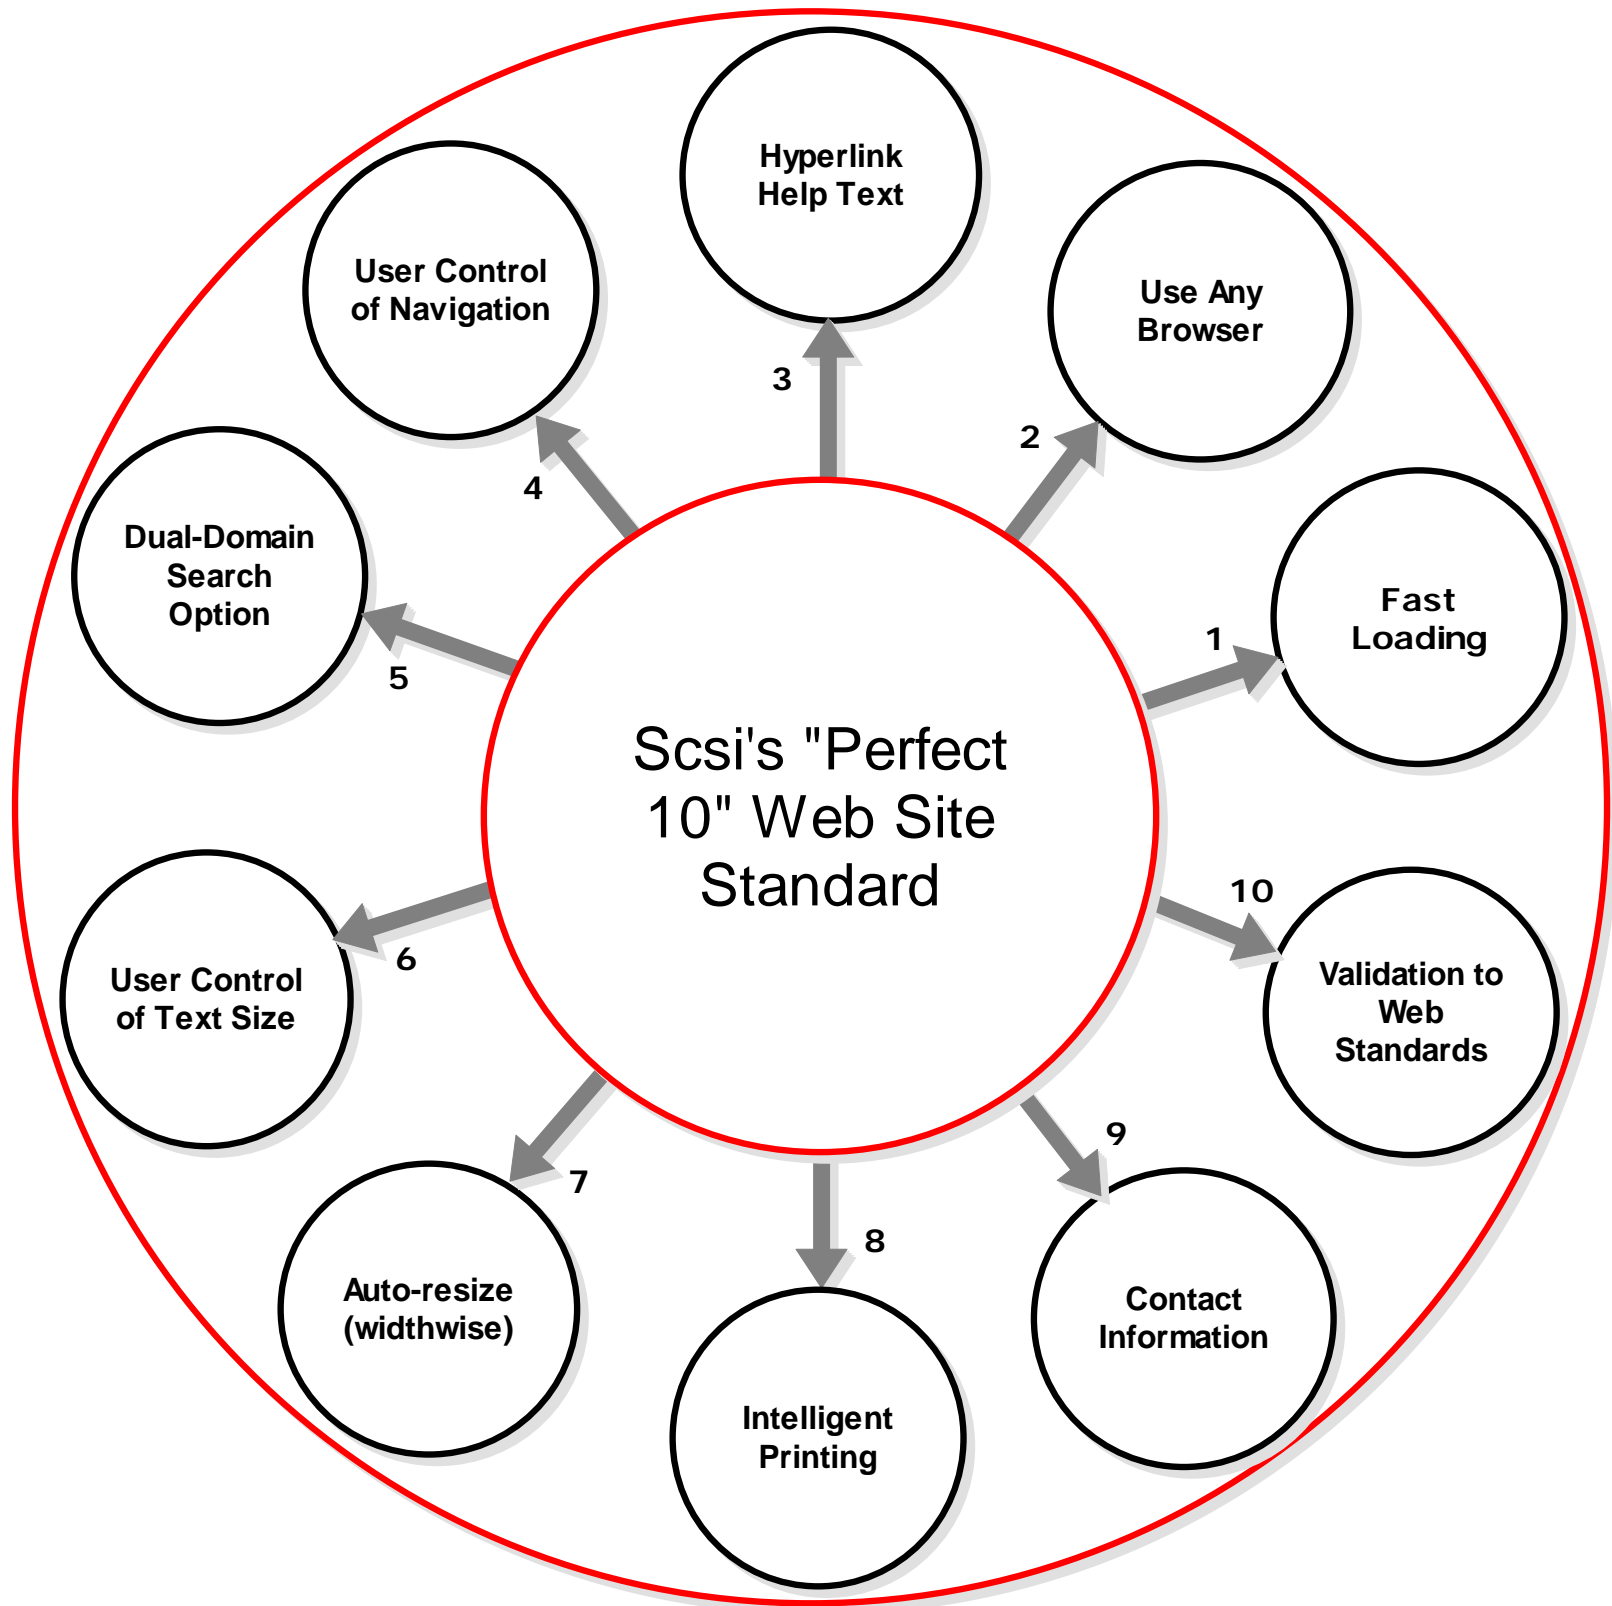 Scsi's "Perfect
10" Web Site
Standard
1
Fast
Loading
2
Use Any
Browser
3
Hyperlink
Help Text
4
User Control
of Navigation
5
Dual-Domain
Search
Option
6
User Control
of Text Size
7
Auto-resize
(widthwise)
8
Intelligent
Printing
9
Contact
Information
10
Validation to
Web
Standards